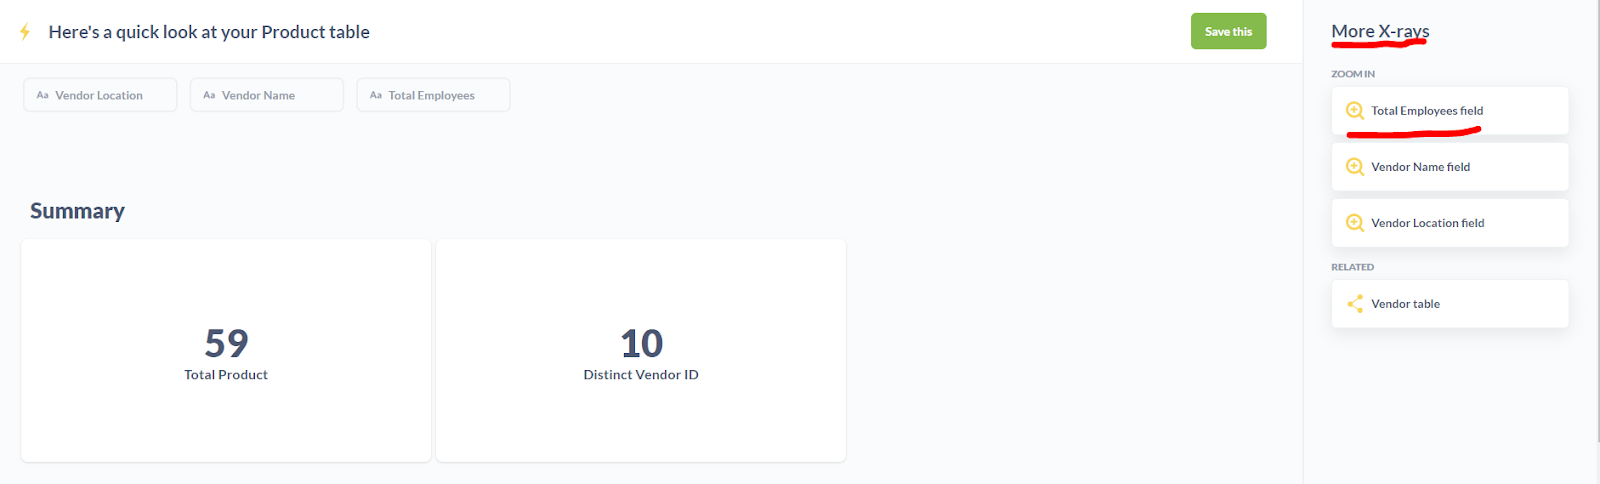 Here's a quick look at your Product table
Save this
Aa Vendor Location
Aa Vendor Name
Aa Total Employees
Summary
59
Total Product
10
Distinct Vendor ID
More X-rays
ZOOM IN
Total Employees field
Vendor Name field
Vendor Location field
RELATED
Vendor table